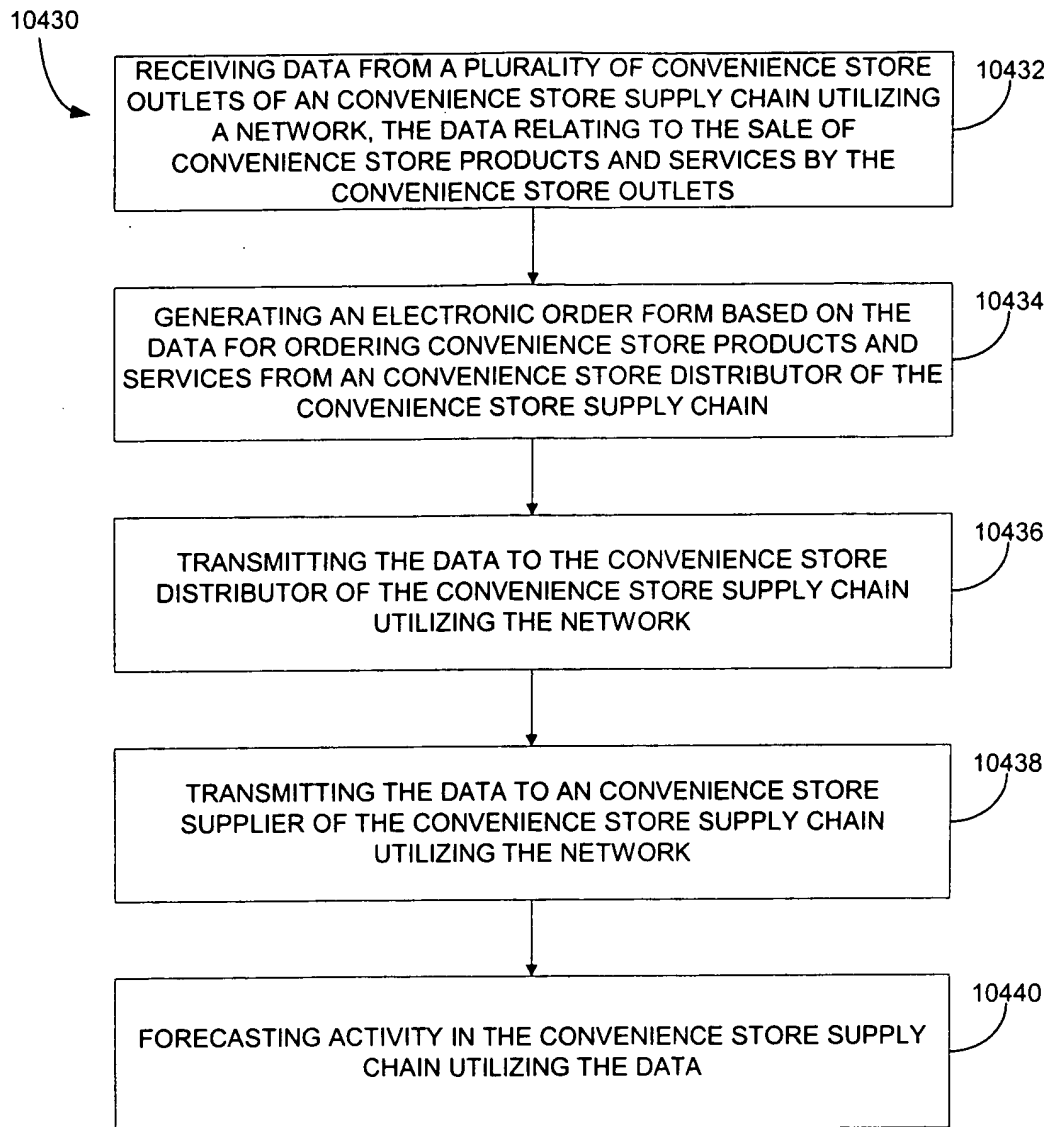 10430
RECEIVING DATA FROM A PLURALITY OF CONVENIENCE STORE
OUTLETS OF AN CONVENIENCE STORE SUPPLY CHAIN UTILIZING
A NETWORK, THE DATA RELATING TO THE SALE OF
CONVENIENCE STORE PRODUCTS AND SERVICES BY THE
CONVENIENCE STORE OUTLETS
10432
GENERATING AN ELECTRONIC ORDER FORM BASED ON THE
DATA FOR ORDERING CONVENIENCE STORE PRODUCTS AND
SERVICES FROM AN CONVENIENCE STORE DISTRIBUTOR OF THE
CONVENIENCE STORE SUPPLY CHAIN
10434
TRANSMITTING THE DATA TO THE CONVENIENCE STORE
DISTRIBUTOR OF THE CONVENIENCE STORE SUPPLY CHAIN
UTILIZING THE NETWORK
10436
TRANSMITTING THE DATA TO AN CONVENIENCE STORE
SUPPLIER OF THE CONVENIENCE STORE SUPPLY CHAIN
UTILIZING THE NETWORK
10438
FORECASTING ACTIVITY IN THE CONVENIENCE STORE SUPPLY
CHAIN UTILIZING THE DATA
10440